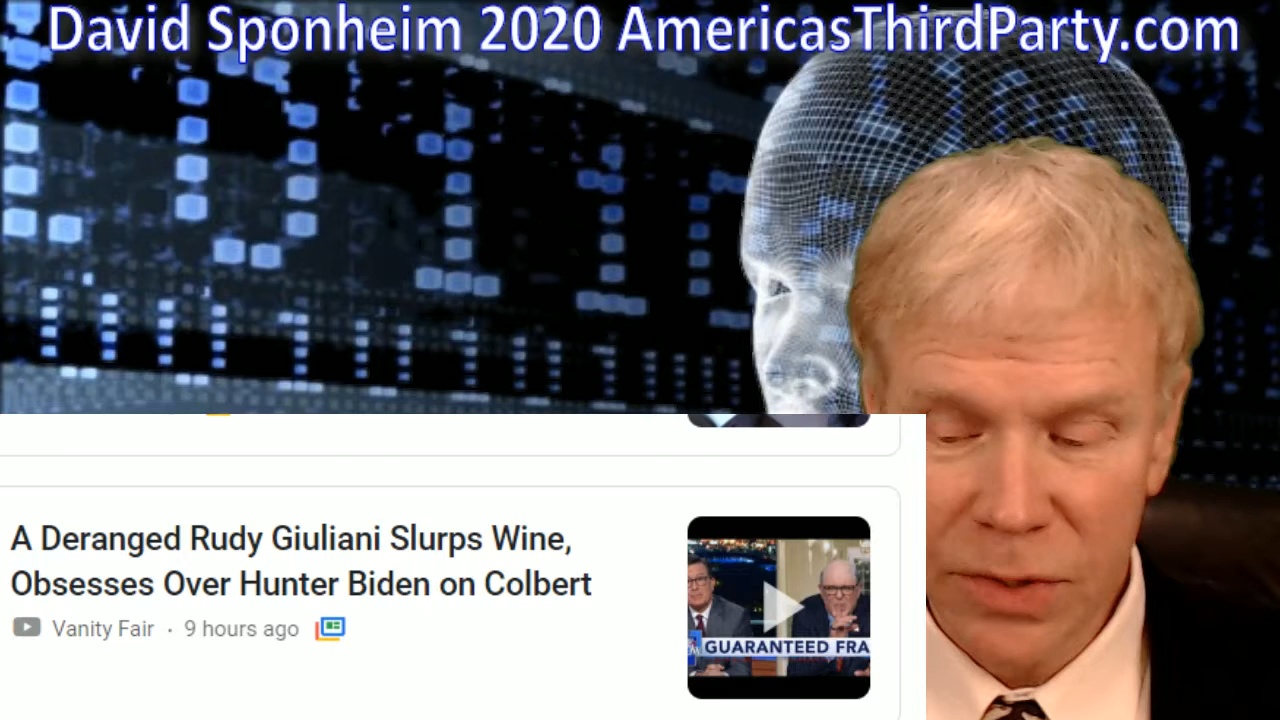 David Sponheim 2020 AmericasThirdParty.com
A Deranged Rudy Giuliani Slurps Wine,
Obsesses Over Hunter Biden on Colbert
Vanity Fair · 9 hours ago
GUARANTEED FRA